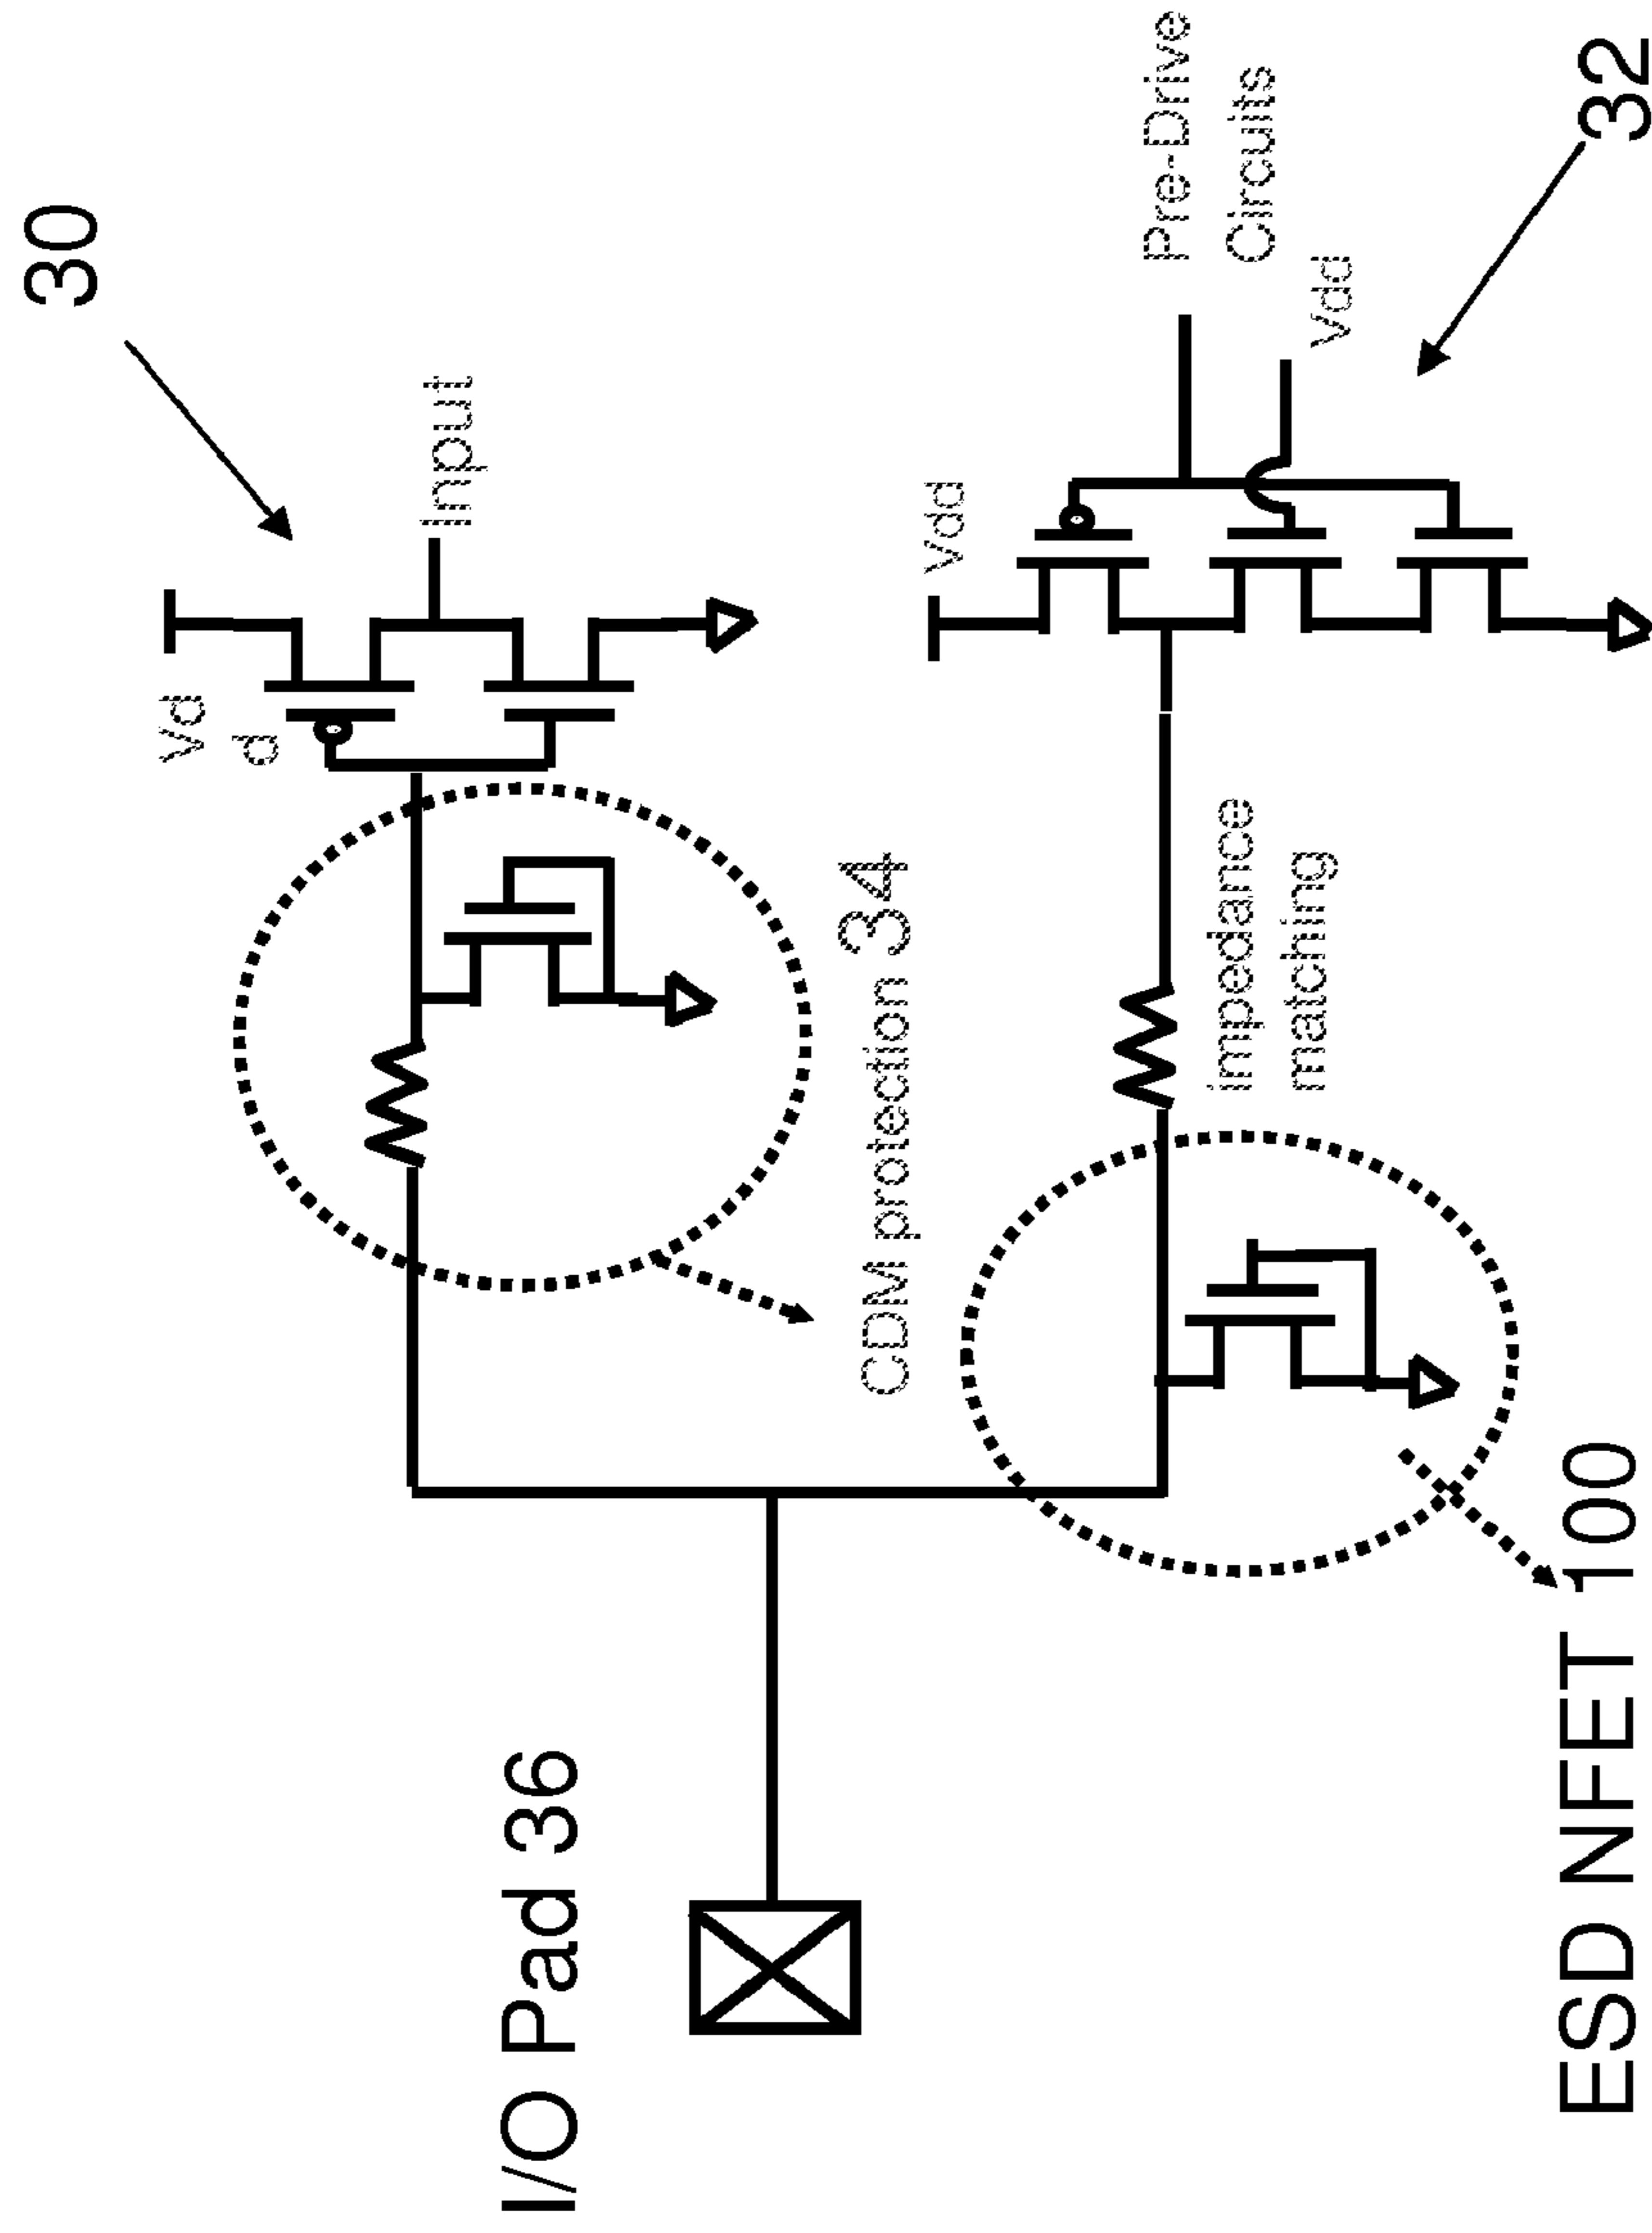 30
Vd
d
Input
CDM protection 34
I/O Pad 36
Vdd
Pre-Drive
Circuits
Vdd
impedance
matching
32
ESD NFET 100